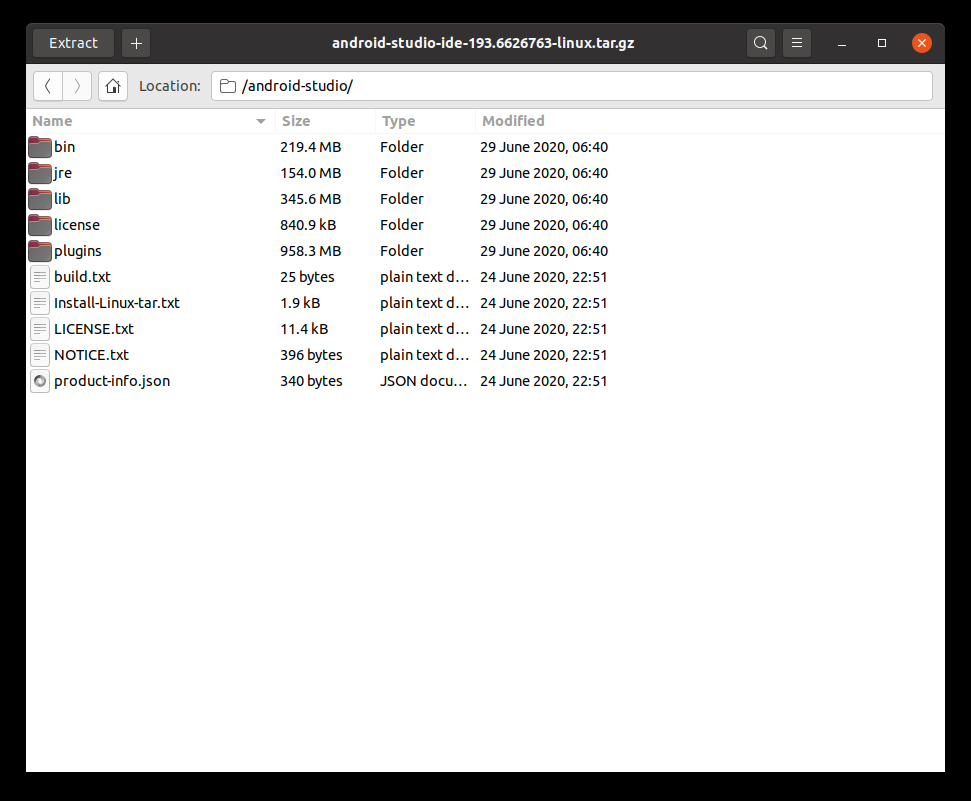 Extract android-studio-ide-193.6626763-linux.tar.gz
Location: /android-studio/
Name Size Type Modified
bin 219.4 MB Folder 29 June 2020, 06:40
jre 154.0 MB Folder 29 June 2020, 06:40
lib 345.6 MB Folder 29 June 2020, 06:40
license 840.9 kB Folder 29 June 2020, 06:40
plugins 958.3 MB Folder 29 June 2020, 06:40
build.txt 25 bytes plain text d… 24 June 2020, 22:51
Install-Linux-tar.txt 1.9 kB plain text d… 24 June 2020, 22:51
LICENSE.txt 11.4 kB plain text d… 24 June 2020, 22:51
NOTICE.txt 396 bytes plain text d… 24 June 2020, 22:51
product-info.json 340 bytes JSON docu… 24 June 2020, 22:51